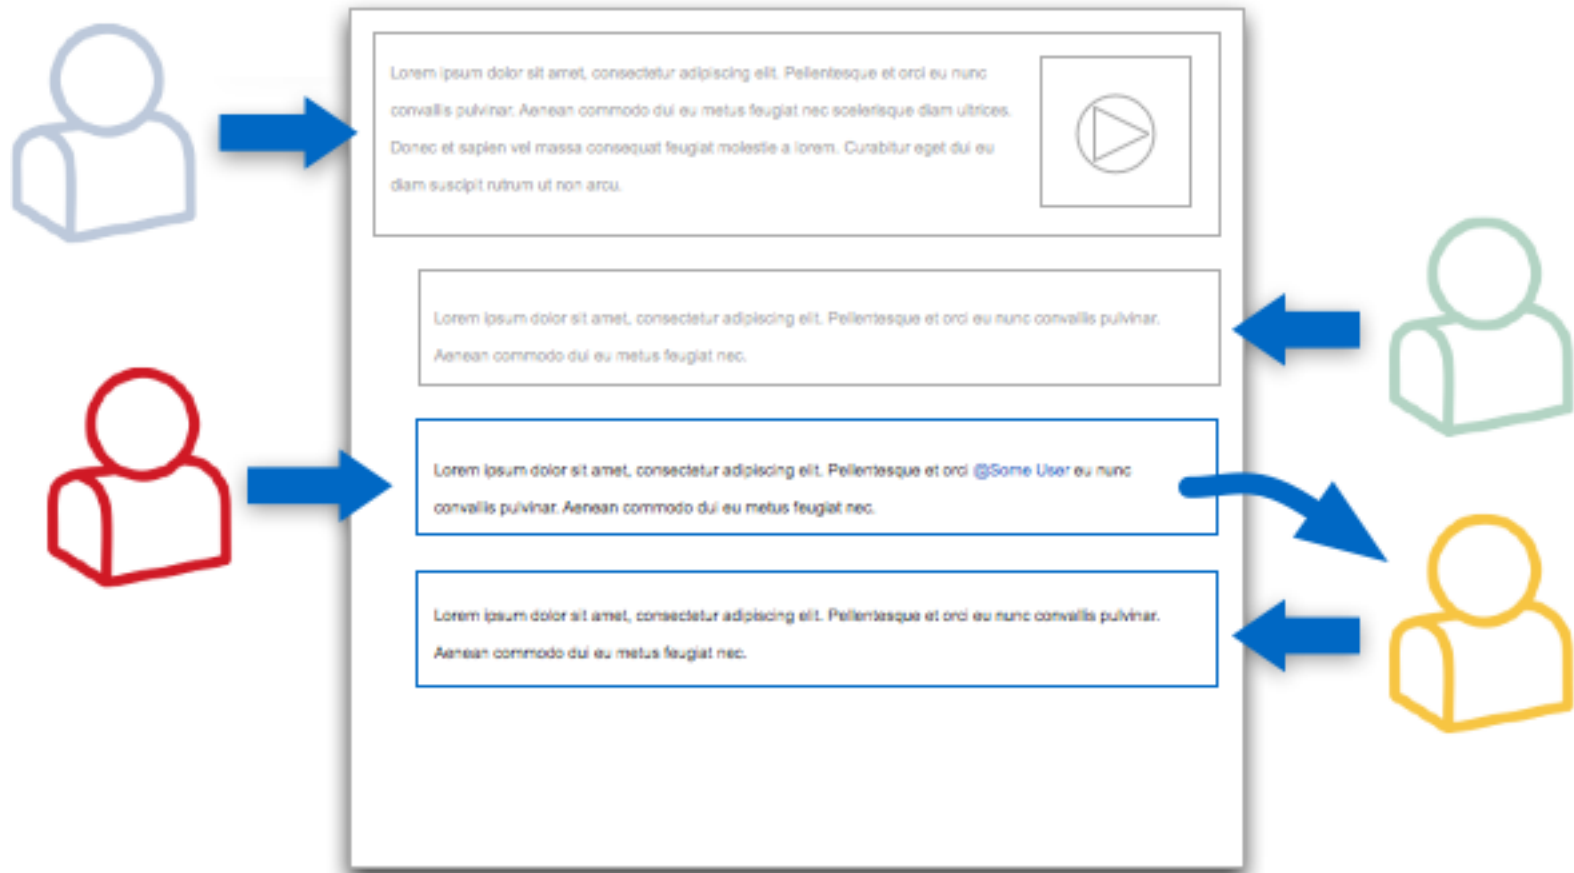 Lorem ipsum dolor sit amet, consectetur adipiscing elit. Pellentesque et orci eu nunc
convallis pulvinar. Aenean commodo dui eu metus feugiat nec scelerisque diam ultrices.
Donec et sapien vel massa consequat feugiat molestie a lorem. Curabitur eget dui eu
diam suscipit rutrum ut non arcu.
Lorem ipsum dolor sit amet, consectetur adipiscing elit. Pellentesque et orci eu nunc convallis pulvinar.
Aenean commodo dui eu metus feugiat nec.
Lorem ipsum dolor sit amet, consectetur adipiscing elit. Pellentesque et orci @Some User eu nunc
convallis pulvinar. Aenean commodo dui eu metus feugiat nec.
Lorem ipsum dolor sit amet, consectetur adipiscing elit. Pellentesque et orci eu nunc convallis pulvinar.
Aenean commodo dui eu metus feugiat nec.